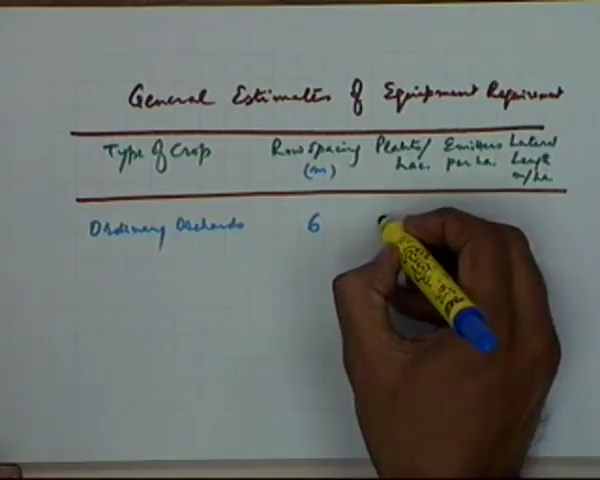 General Estimates of Equipment Requirement
Type of Crop Row Spacing (m) Plants/ha. Emitters per ha. Lateral length m/ha.
Ordinary Orchards 6